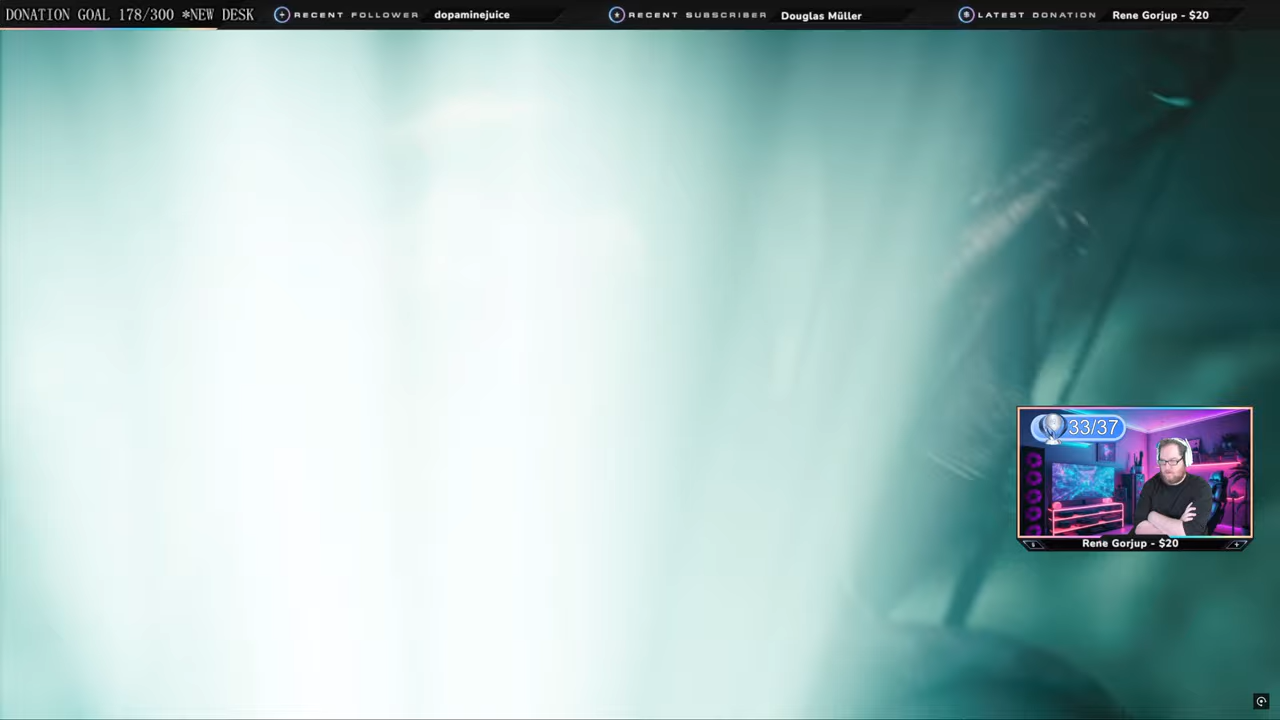 DONATION GOAL 178/300 *NEW DESK
RECENT FOLLOWER dopaminejuice
RECENT SUBSCRIBER Douglas Müller
LATEST DONATION Rene Gorjup - $20
33/37
Rene Gorjup - $20